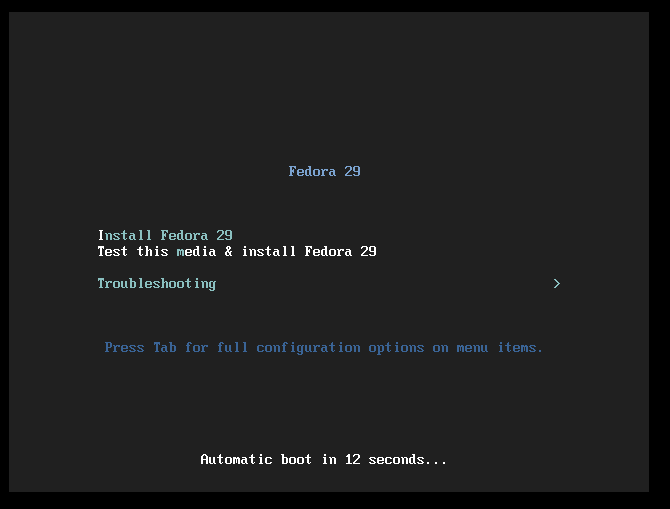 Fedora 29
Install Fedora 29
Test this media & install Fedora 29
Troubleshooting >
Press Tab for full configuration options on menu items.
Automatic boot in 12 seconds...